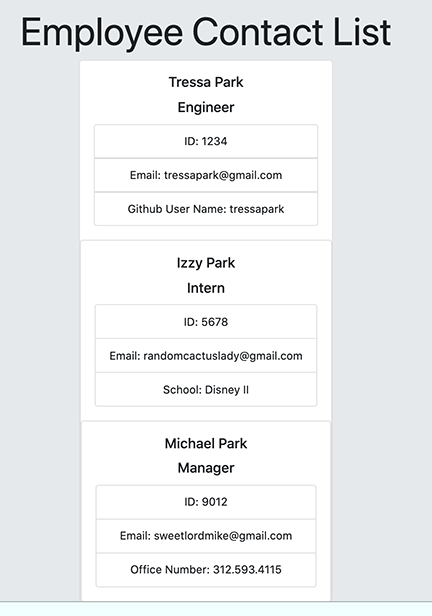 Employee Contact List
Tressa Park
Engineer
ID: 1234
Email: tressapark@gmail.com
Github User Name: tressapark
Izzy Park
Intern
ID: 5678
Email: randomcactuslady@gmail.com
School: Disney II
Michael Park
Manager
ID: 9012
Email: sweetlordmike@gmail.com
Office Number: 312.593.4115